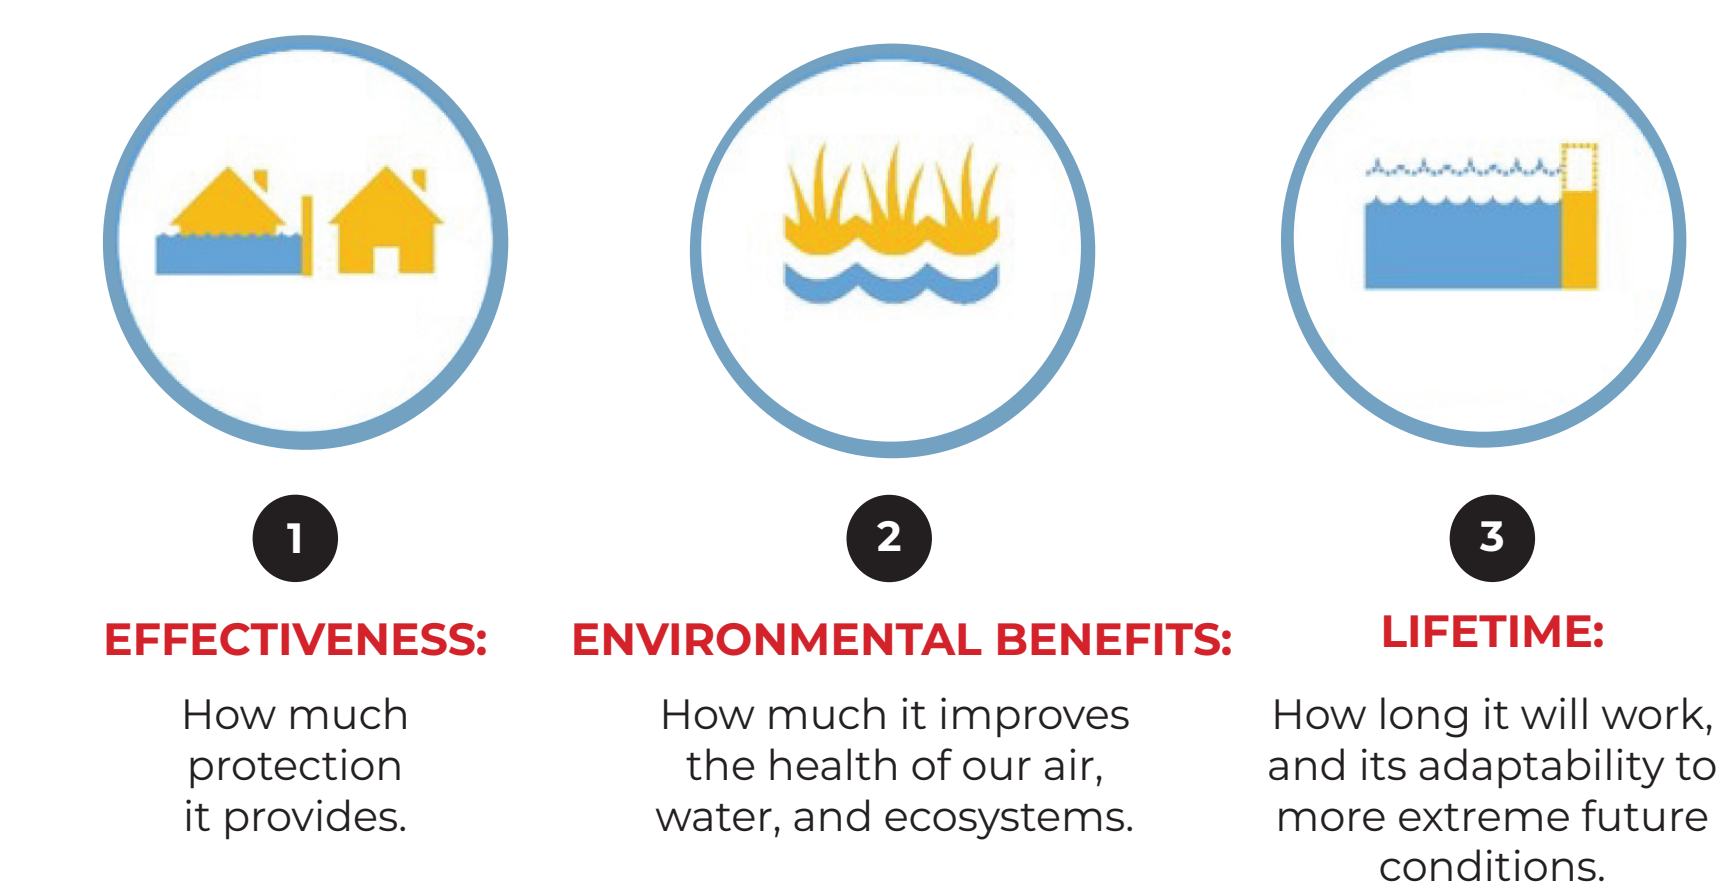 1
EFFECTIVENESS:
How much
protection
it provides.
2
ENVIRONMENTAL BENEFITS:
How much it improves
the health of our air,
water, and ecosystems.
3
LIFETIME:
How long it will work,
and its adaptability to
more extreme future
conditions.